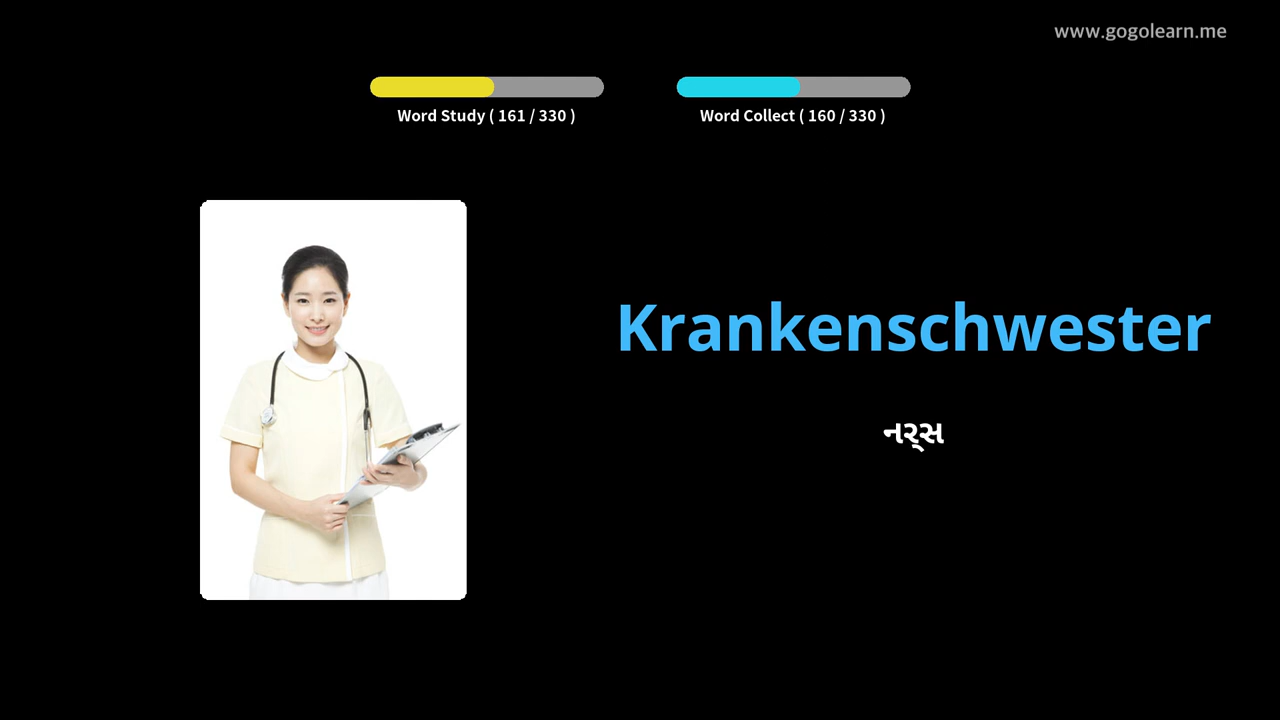 www.gogolearn.me
Word Study ( 161 / 330 )
Word Collect ( 160 / 330 )
Krankenschwester
નર્સ